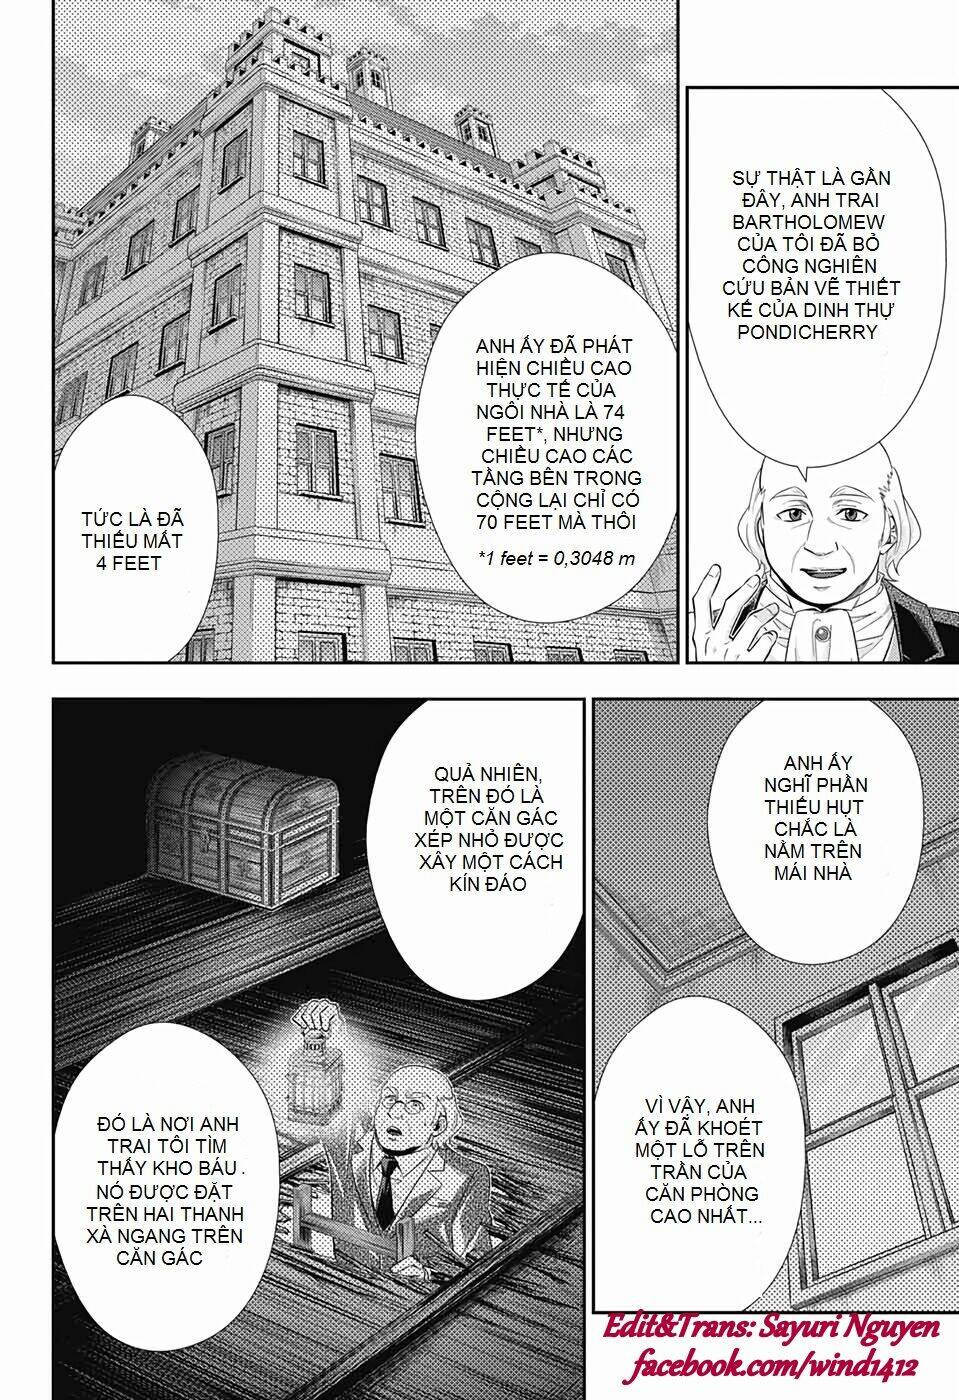 SỰ THẬT LÀ GẦN
ĐÂY, ANH TRAI
BARTHOLOMEW
CỦA TÔI ĐÃ BỎ
CÔNG NGHIÊN
CỨU BẢN VẼ THIẾT
KẾ CỦA DINH THỰ
PONDICHERRY
ANH ẤY ĐÃ PHÁT
HIỆN CHIỀU CAO
THỰC TẾ CỦA
NGÔI NHÀ LÀ 74
FEET*, NHƯNG
CHIỀU CAO CÁC
TẦNG BÊN TRONG
CỘNG LẠI CHỈ CÓ
70 FEET MÀ THÔI
*1 feet = 0,3048 m
TỨC LÀ ĐÃ
THIẾU MẤT
4 FEET
ANH ẤY
NGHĨ PHẦN
THIẾU HỤT
CHẮC LÀ
NẰM TRÊN
MÁI NHÀ
VÌ VẬY, ANH
ẤY ĐÃ KHOÉT
MỘT LỖ TRÊN
TRẦN CỦA
CĂN PHÒNG
CAO NHẤT...
QUẢ NHIÊN,
TRÊN ĐÓ LÀ
MỘT CĂN GÁC
XÉP NHỎ ĐƯỢC
XÂY MỘT CÁCH
KÍN ĐÁO
ĐÓ LÀ NƠI ANH
TRAI TÔI TÌM
THẤY KHO BÁU.
NÓ ĐƯỢC ĐẶT
TRÊN HAI THANH
XÀ NGANG TRÊN
CĂN GÁC
Edit&Trans: Sayuri Nguyen
facebook.com/wind1412